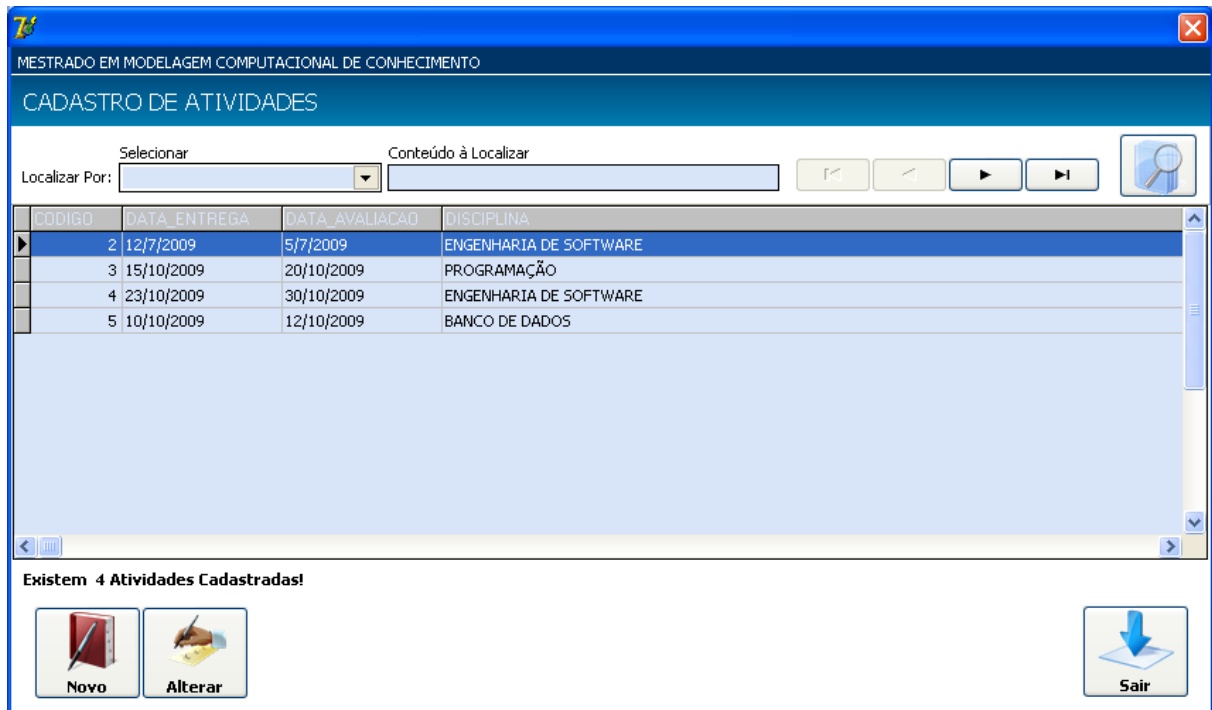 MESTRADO EM MODELAGEM COMPUTACIONAL DE CONHECIMENTO
CADASTRO DE ATIVIDADES
Selecionar Conteúdo à Localizar
Localizar Por:
CODIGO DATA_ENTREGA DATA_AVALIACAO DISCIPLINA
2 12/7/2009 5/7/2009 ENGENHARIA DE SOFTWARE
3 15/10/2009 20/10/2009 PROGRAMAÇÃO
4 23/10/2009 30/10/2009 ENGENHARIA DE SOFTWARE
5 10/10/2009 12/10/2009 BANCO DE DADOS
Existem 4 Atividades Cadastradas!
Novo Alterar Sair